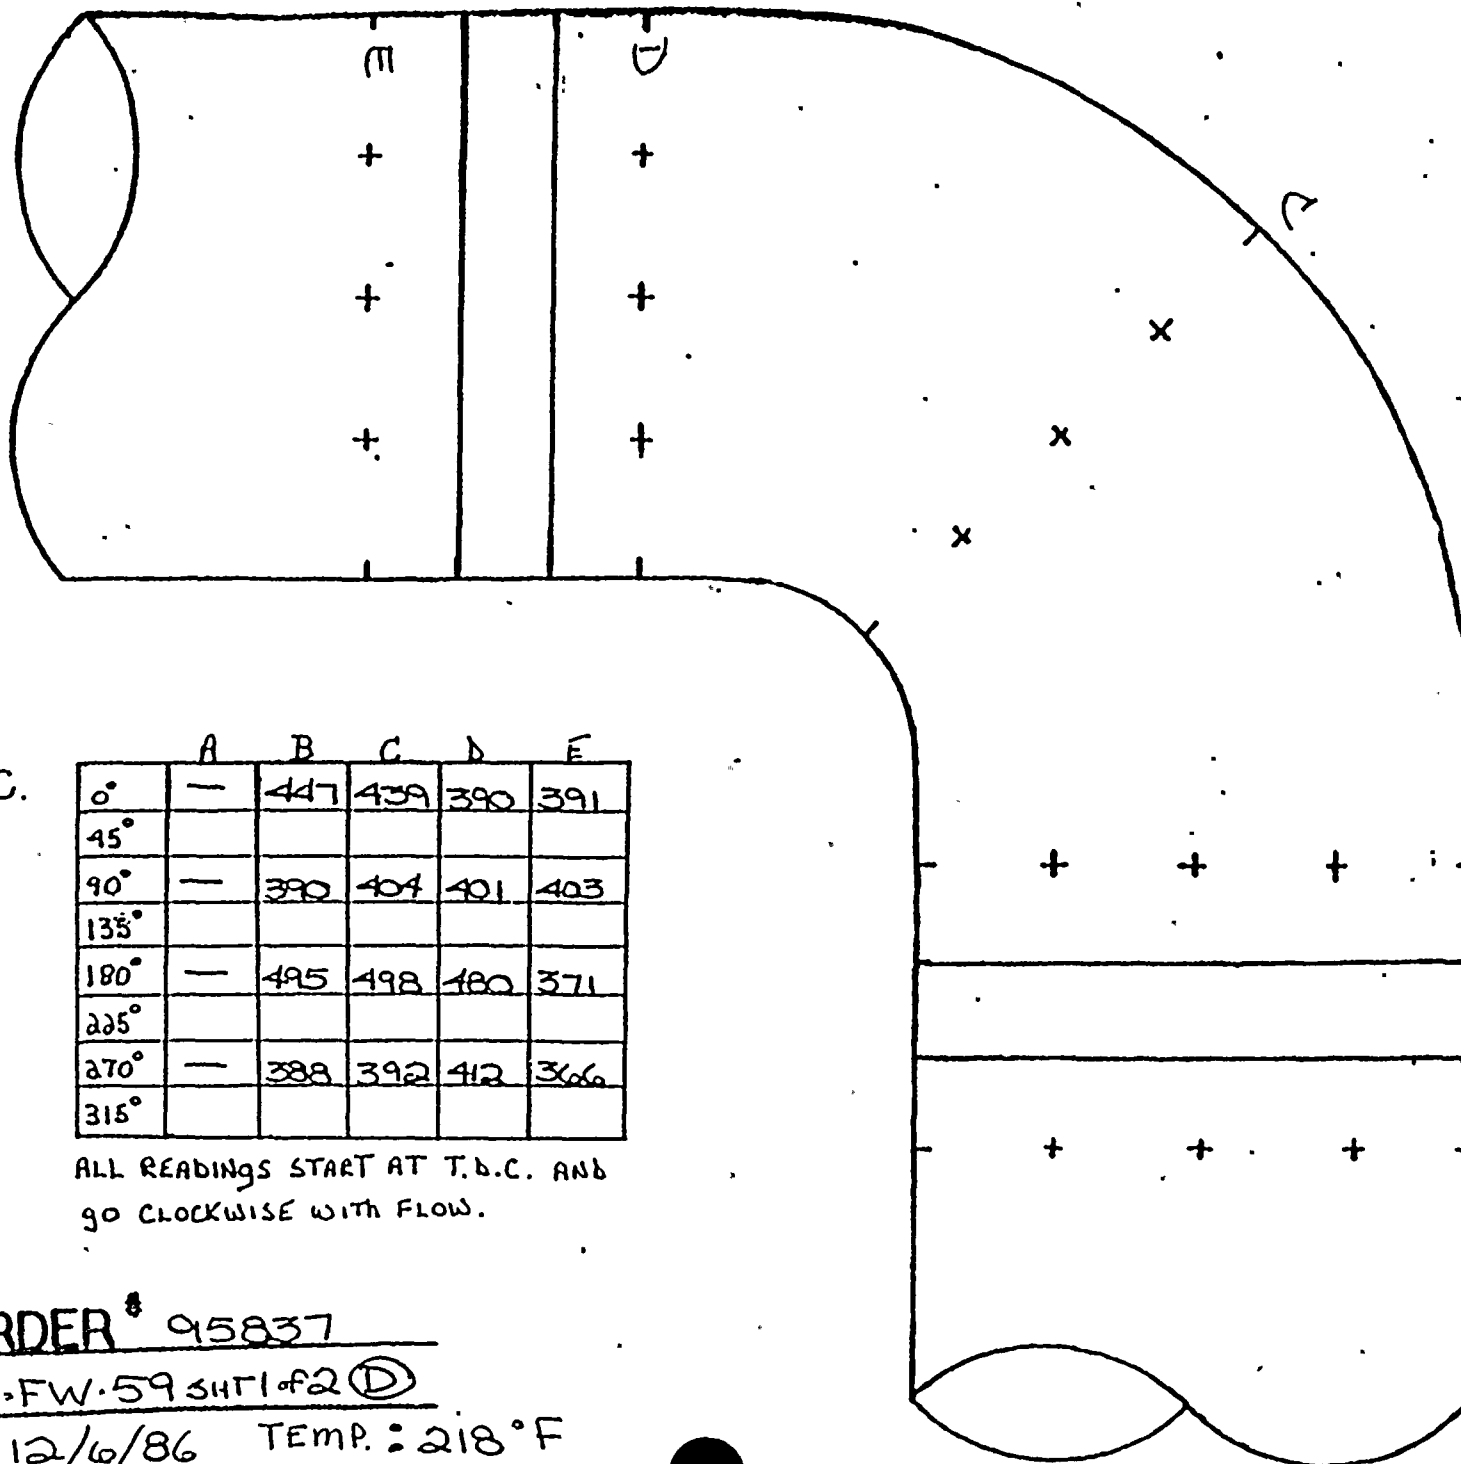 E D
C
A B C D E
C.
0° — 447 439 390 391
45°
90° — 390 404 401 403
135°
180° — 495 498 480 371
225°
270° — 388 392 412 366
315°
ALL READINGS START AT T.D.C. AND
GO CLOCKWISE WITH FLOW.
RDER # 95837
FW-59 SHT 1 of 2 D
12/6/86 TEMP.: 218°F